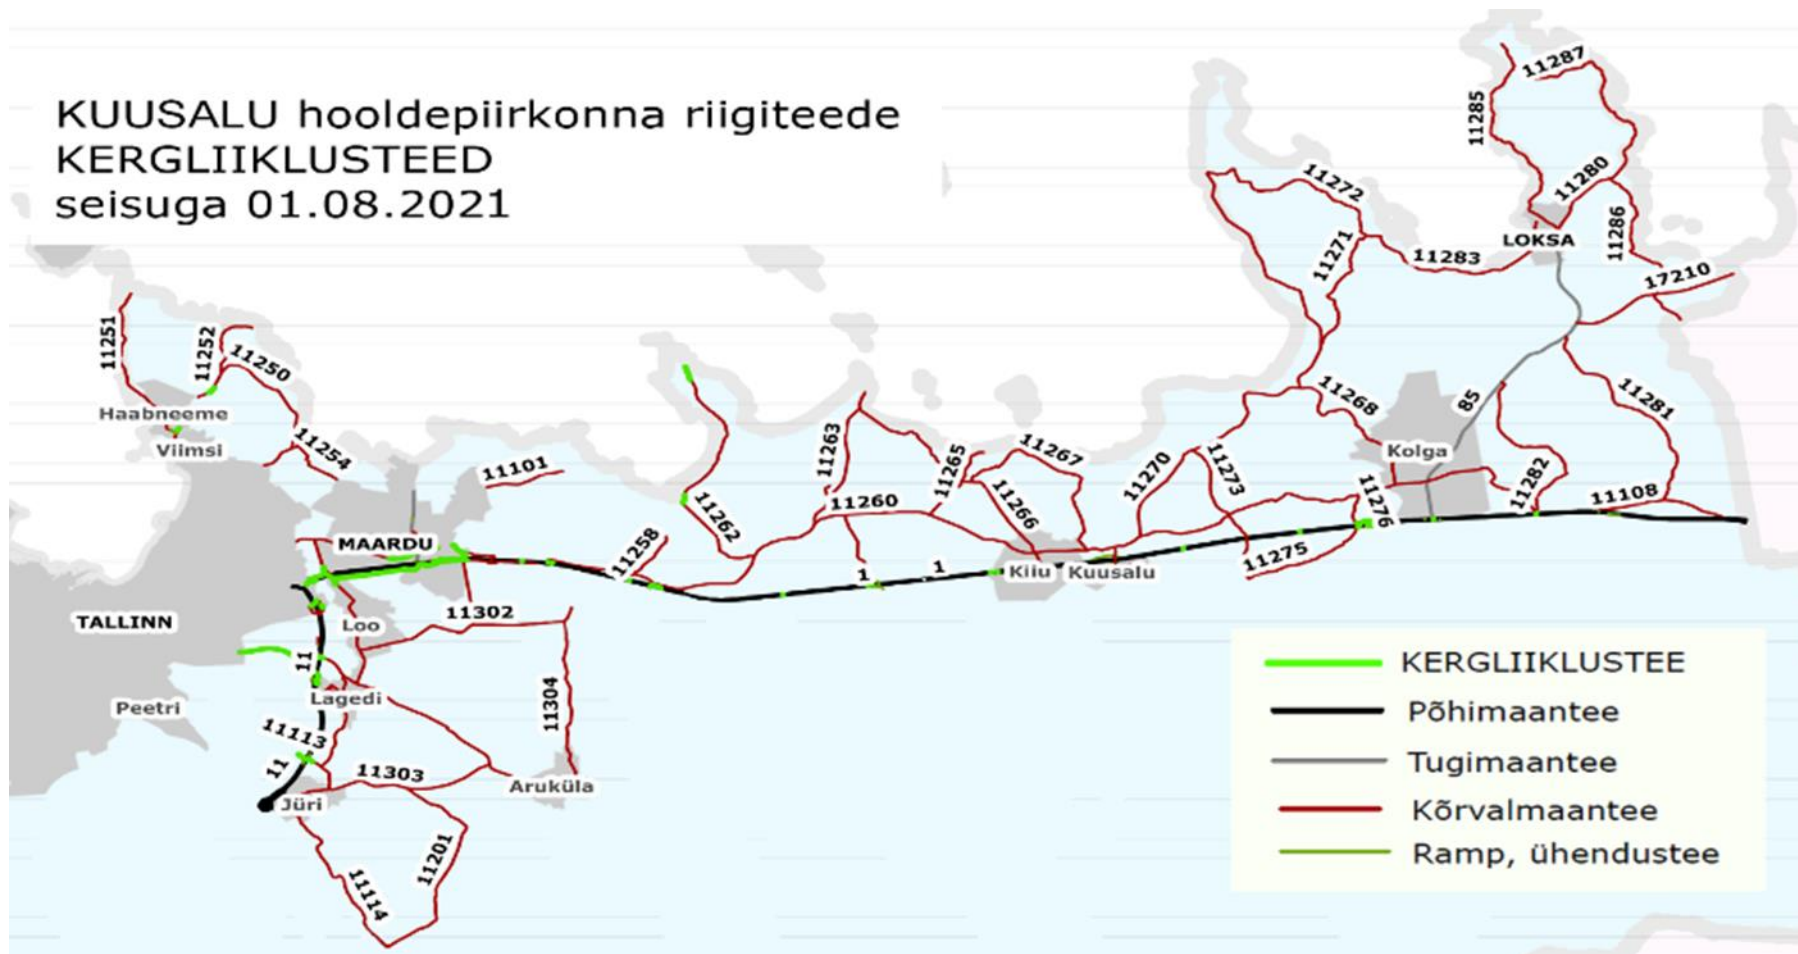 KUUSALU hooldepiirkonna riigiteede
KERGLIIKLUSTEED
seisuga 01.08.2021
11287
11285
11280
11272
11286
11271
LOKSA
11283
17210
11251
11252
11250
11268
85
11281
Haabneeme
Viimsi
11254
11101
11263
11265
11267
11270
11273
Kolga
11282
11276
11108
11260
11266
11262
MAARDU
11258
11275
1
1
Kiiu
Kuusalu
TALLINN
Loo
11302
11
Lagedi
Peetri
11304
11113
11
11303
Aruküla
Jüri
11201
11114
KERGLIIKLUSTEE
Põhimaantee
Tugimaantee
Kõrvalmaantee
Ramp, ühendustee